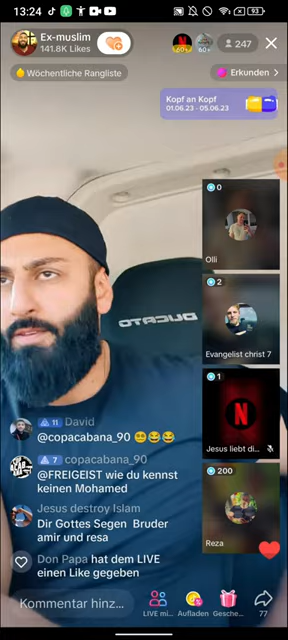 13:24
93
Ex-muslim
141.8K Likes
60+
60+
247
Wöchentliche Rangliste
Erkunden >
Kopf an Kopf
01.06.23 - 05.06.23
0
Olli
2
Evangelist christ 7
1
Jesus liebt di...
200
Reza
DUCATO
11 David
@copacabana_90 😄😂😂
7 copacabana_90
@FREIGEIST wie du kennst
keinen Mohamed
Jesus destroy Islam
Dir Gottes Segen Bruder
amir und resa
Don Papa hat dem LIVE
einen Like gegeben
Kommentar hinz...
LIVE mi...
Aufladen
Gesche...
77